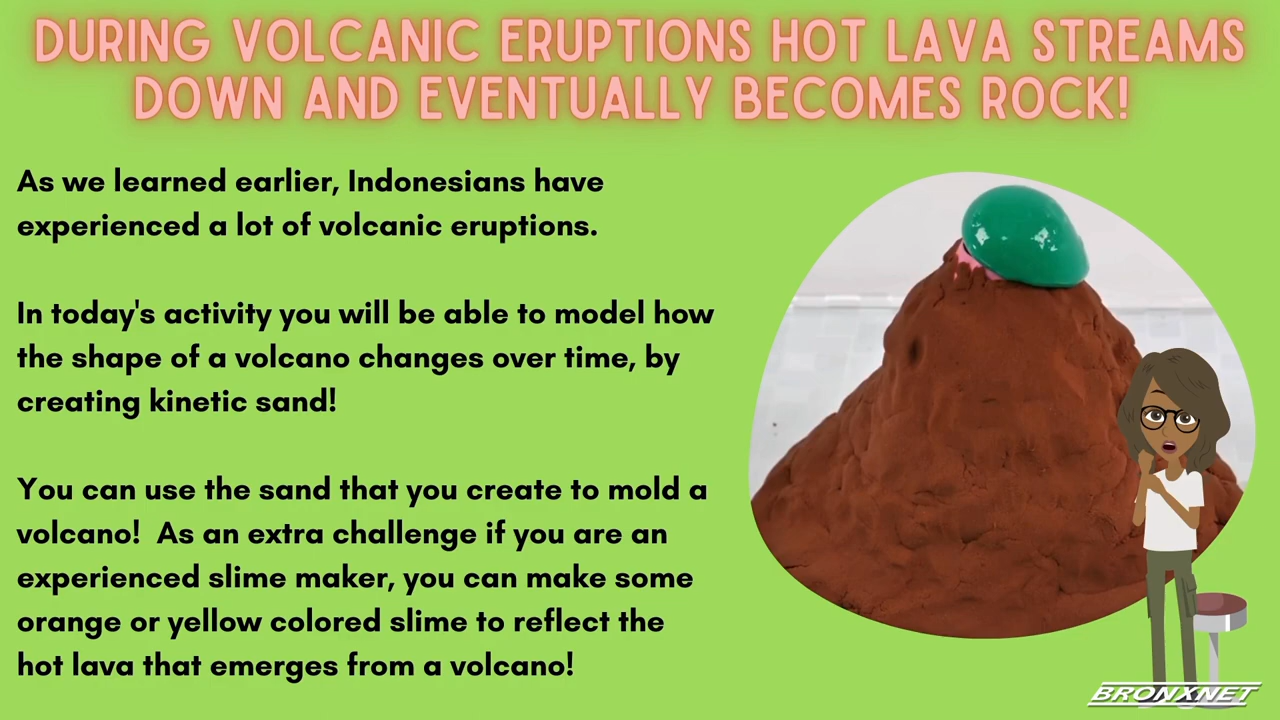 DURING VOLCANIC ERUPTIONS HOT LAVA STREAMS
DOWN AND EVENTUALLY BECOMES ROCK!
As we learned earlier, Indonesians have
experienced a lot of volcanic eruptions.
In today's activity you will be able to model how
the shape of a volcano changes over time, by
creating kinetic sand!
You can use the sand that you create to mold a
volcano!  As an extra challenge if you are an
experienced slime maker, you can make some
orange or yellow colored slime to reflect the
hot lava that emerges from a volcano!
BRONXNET